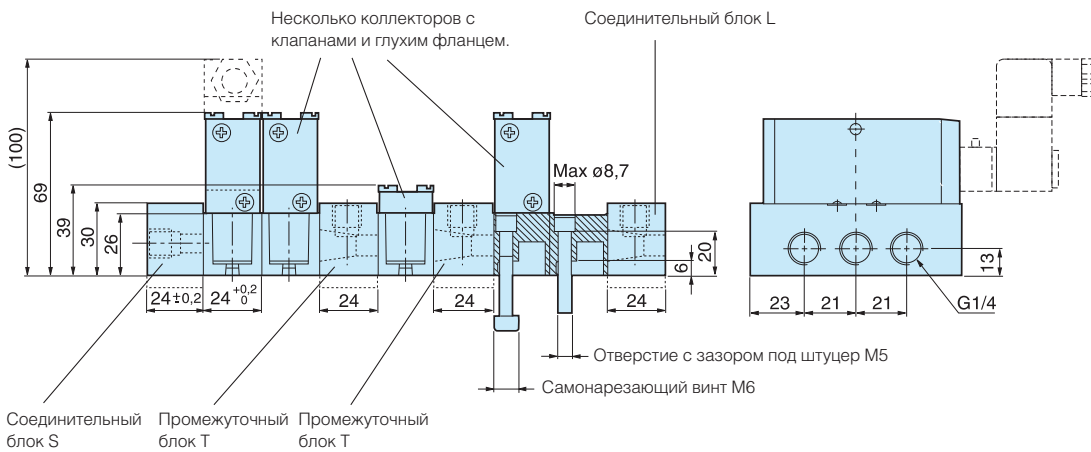 Несколько коллекторов с
клапанами и глухим фланцем.
Соединительный блок L
(100)
69
39
30
26
Max ø8,7
20
6
13
24 ±0,2
24 +0,2 0
24
24
24
23
21
21
G1/4
Отверстие с зазором под штуцер M5
Самонарезающий винт M6
Соединительный
блок S
Промежуточный
блок T
Промежуточный
блок T